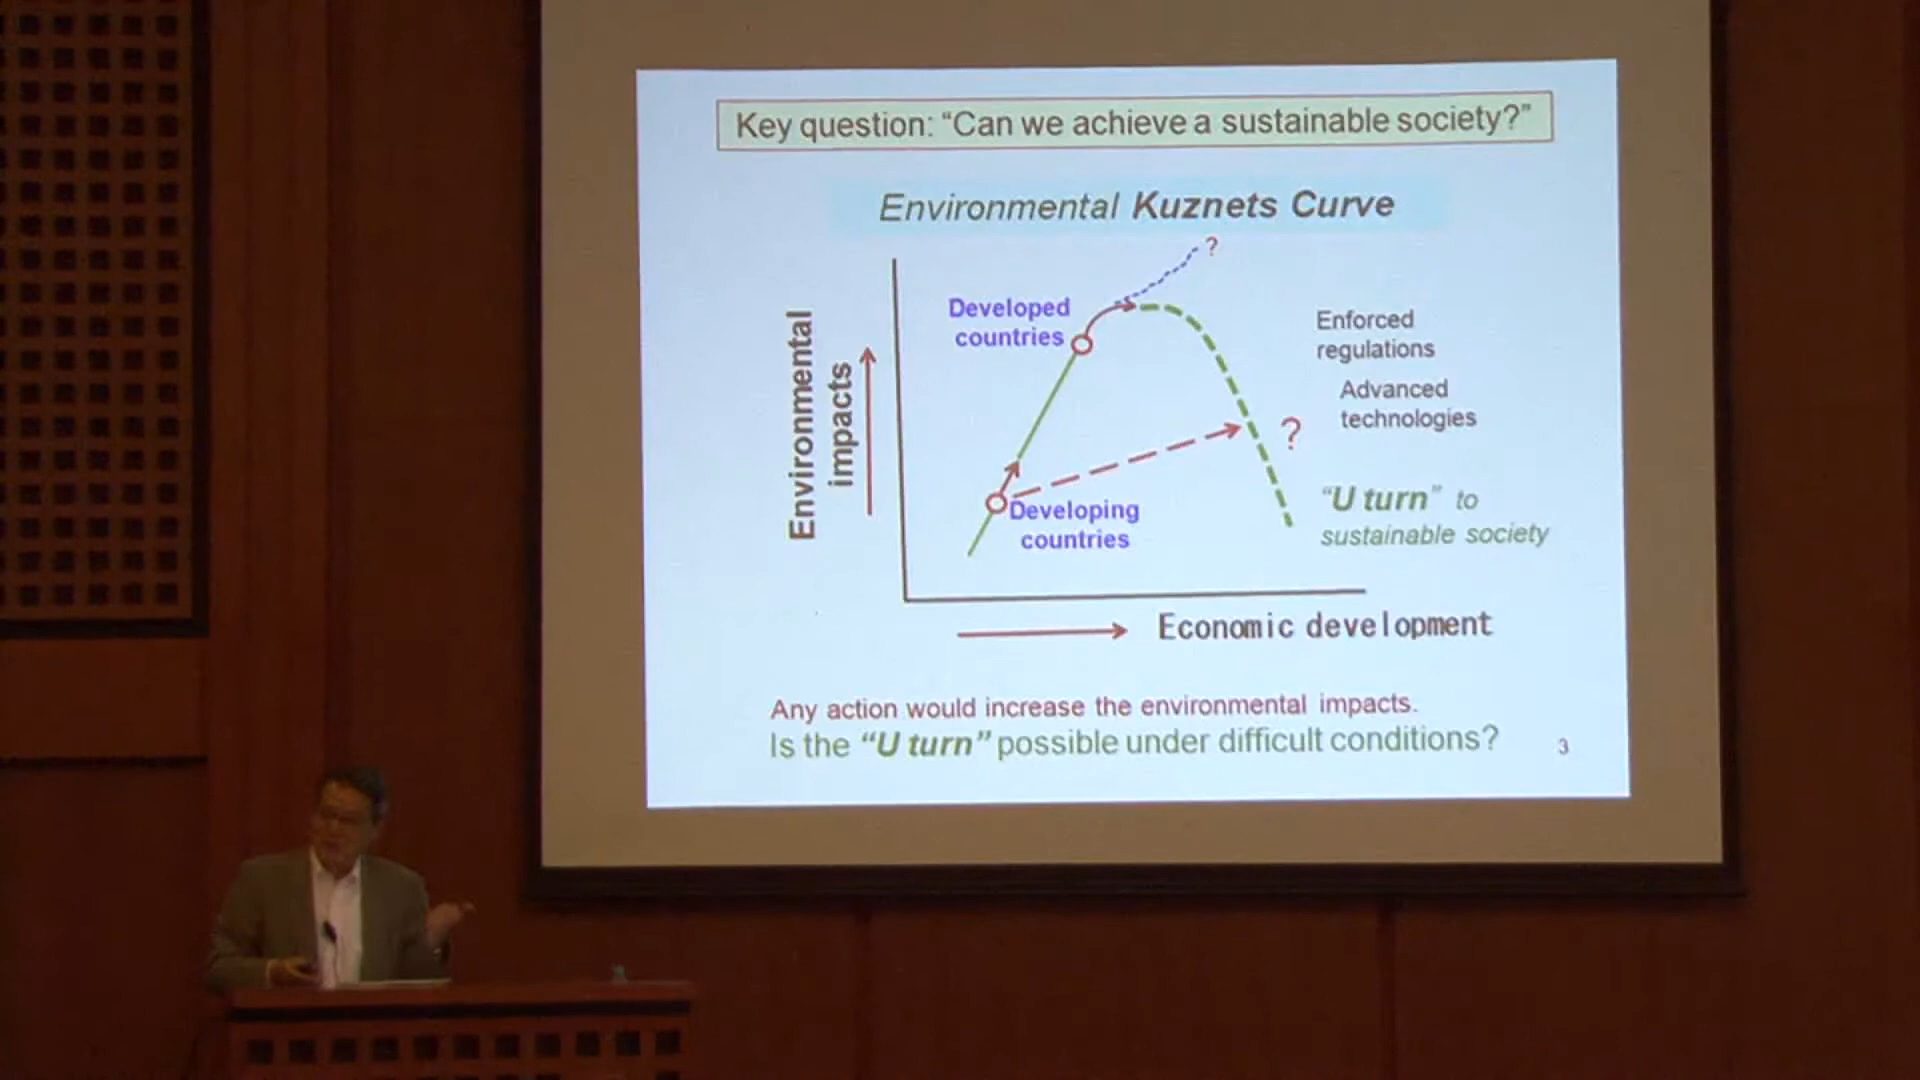 Key question: “Can we achieve a sustainable society?”
Environmental Kuznets Curve
?
Developed
countries
Environmental
impacts
Enforced
regulations
Advanced
technologies
?
Developing
countries
“U turn” to
sustainable society
Economic development
Any action would increase the environmental impacts.
Is the “U turn” possible under difficult conditions?
3